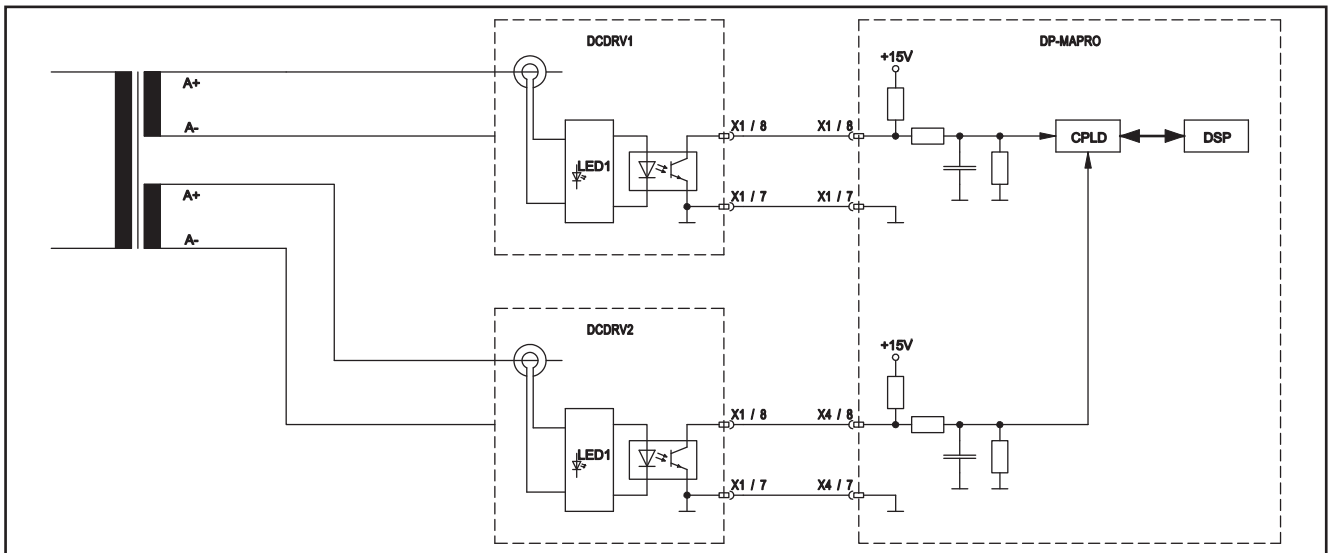 DCDRV1
DP-MAPRO
+15V
A+
A-
LED1
X1 / 8
X1 / 8
CPLD
DSP
X1 / 7
X1 / 7
A+
A-
DCDRV2
+15V
LED1
X1 / 8
X4 / 8
X1 / 7
X4 / 7